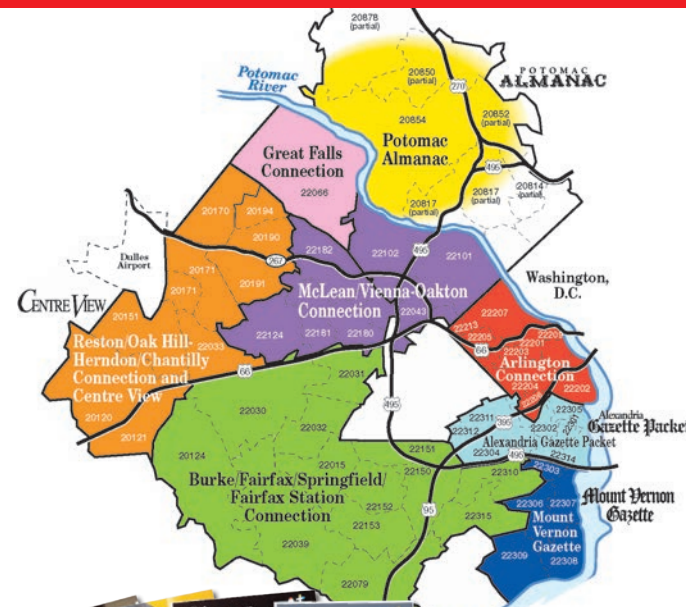 20878
(partial)
20850
(partial)
270
POTOMAC
ALMANAC
Potomac
River
20852
(partial)
20854
Potomac
Almanac
Great Falls
Connection
22066
495
20817
(partial)
20817
(partial)
20814
(partial)
20170
20194
20190
Dulles
Airport
267
22182
22102
495
22101
20171
20171
20191
McLean/Vienna-Oakton
Connection
Washington,
D.C.
CENTRE VIEW
20151
22033
22124
22181
22180
22043
22207
22213
22205
22201
22203
66
Reston/Oak Hill-
Herndon/Chantilly
Connection and
Centre View
66
22031
Arlington
Connection
22204
22202
22206
20120
20121
22030
22032
495
22311
22312
395
22302
22305
22301
Alexandria
Gazette Packet
Alexandria Gazette Packet
22304
495
22314
20124
22015
22151
22150
22310
22303
Burke/Fairfax/Springfield/
Fairfax Station
Connection
22152
22153
95
22315
22306
22307
Mount Vernon
Gazette
Mount
Vernon
Gazette
22039
22309
22308
22079